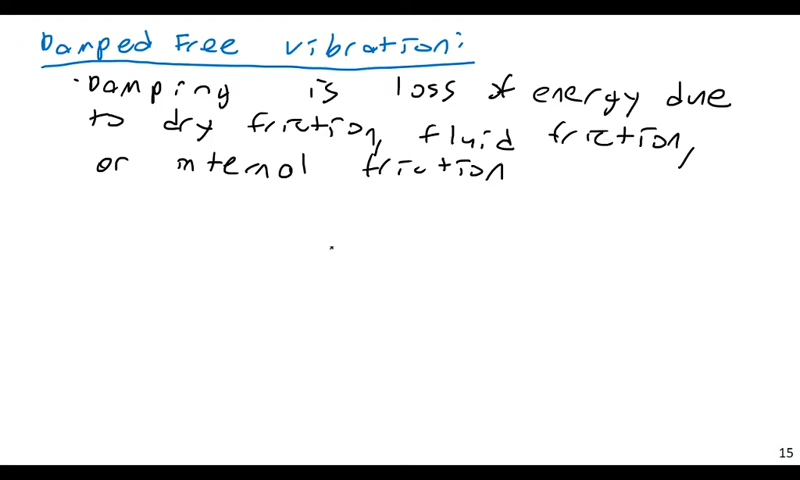 Damped Free vibration:
· Damping is loss of energy due
to dry friction, fluid friction,
or internal friction
15